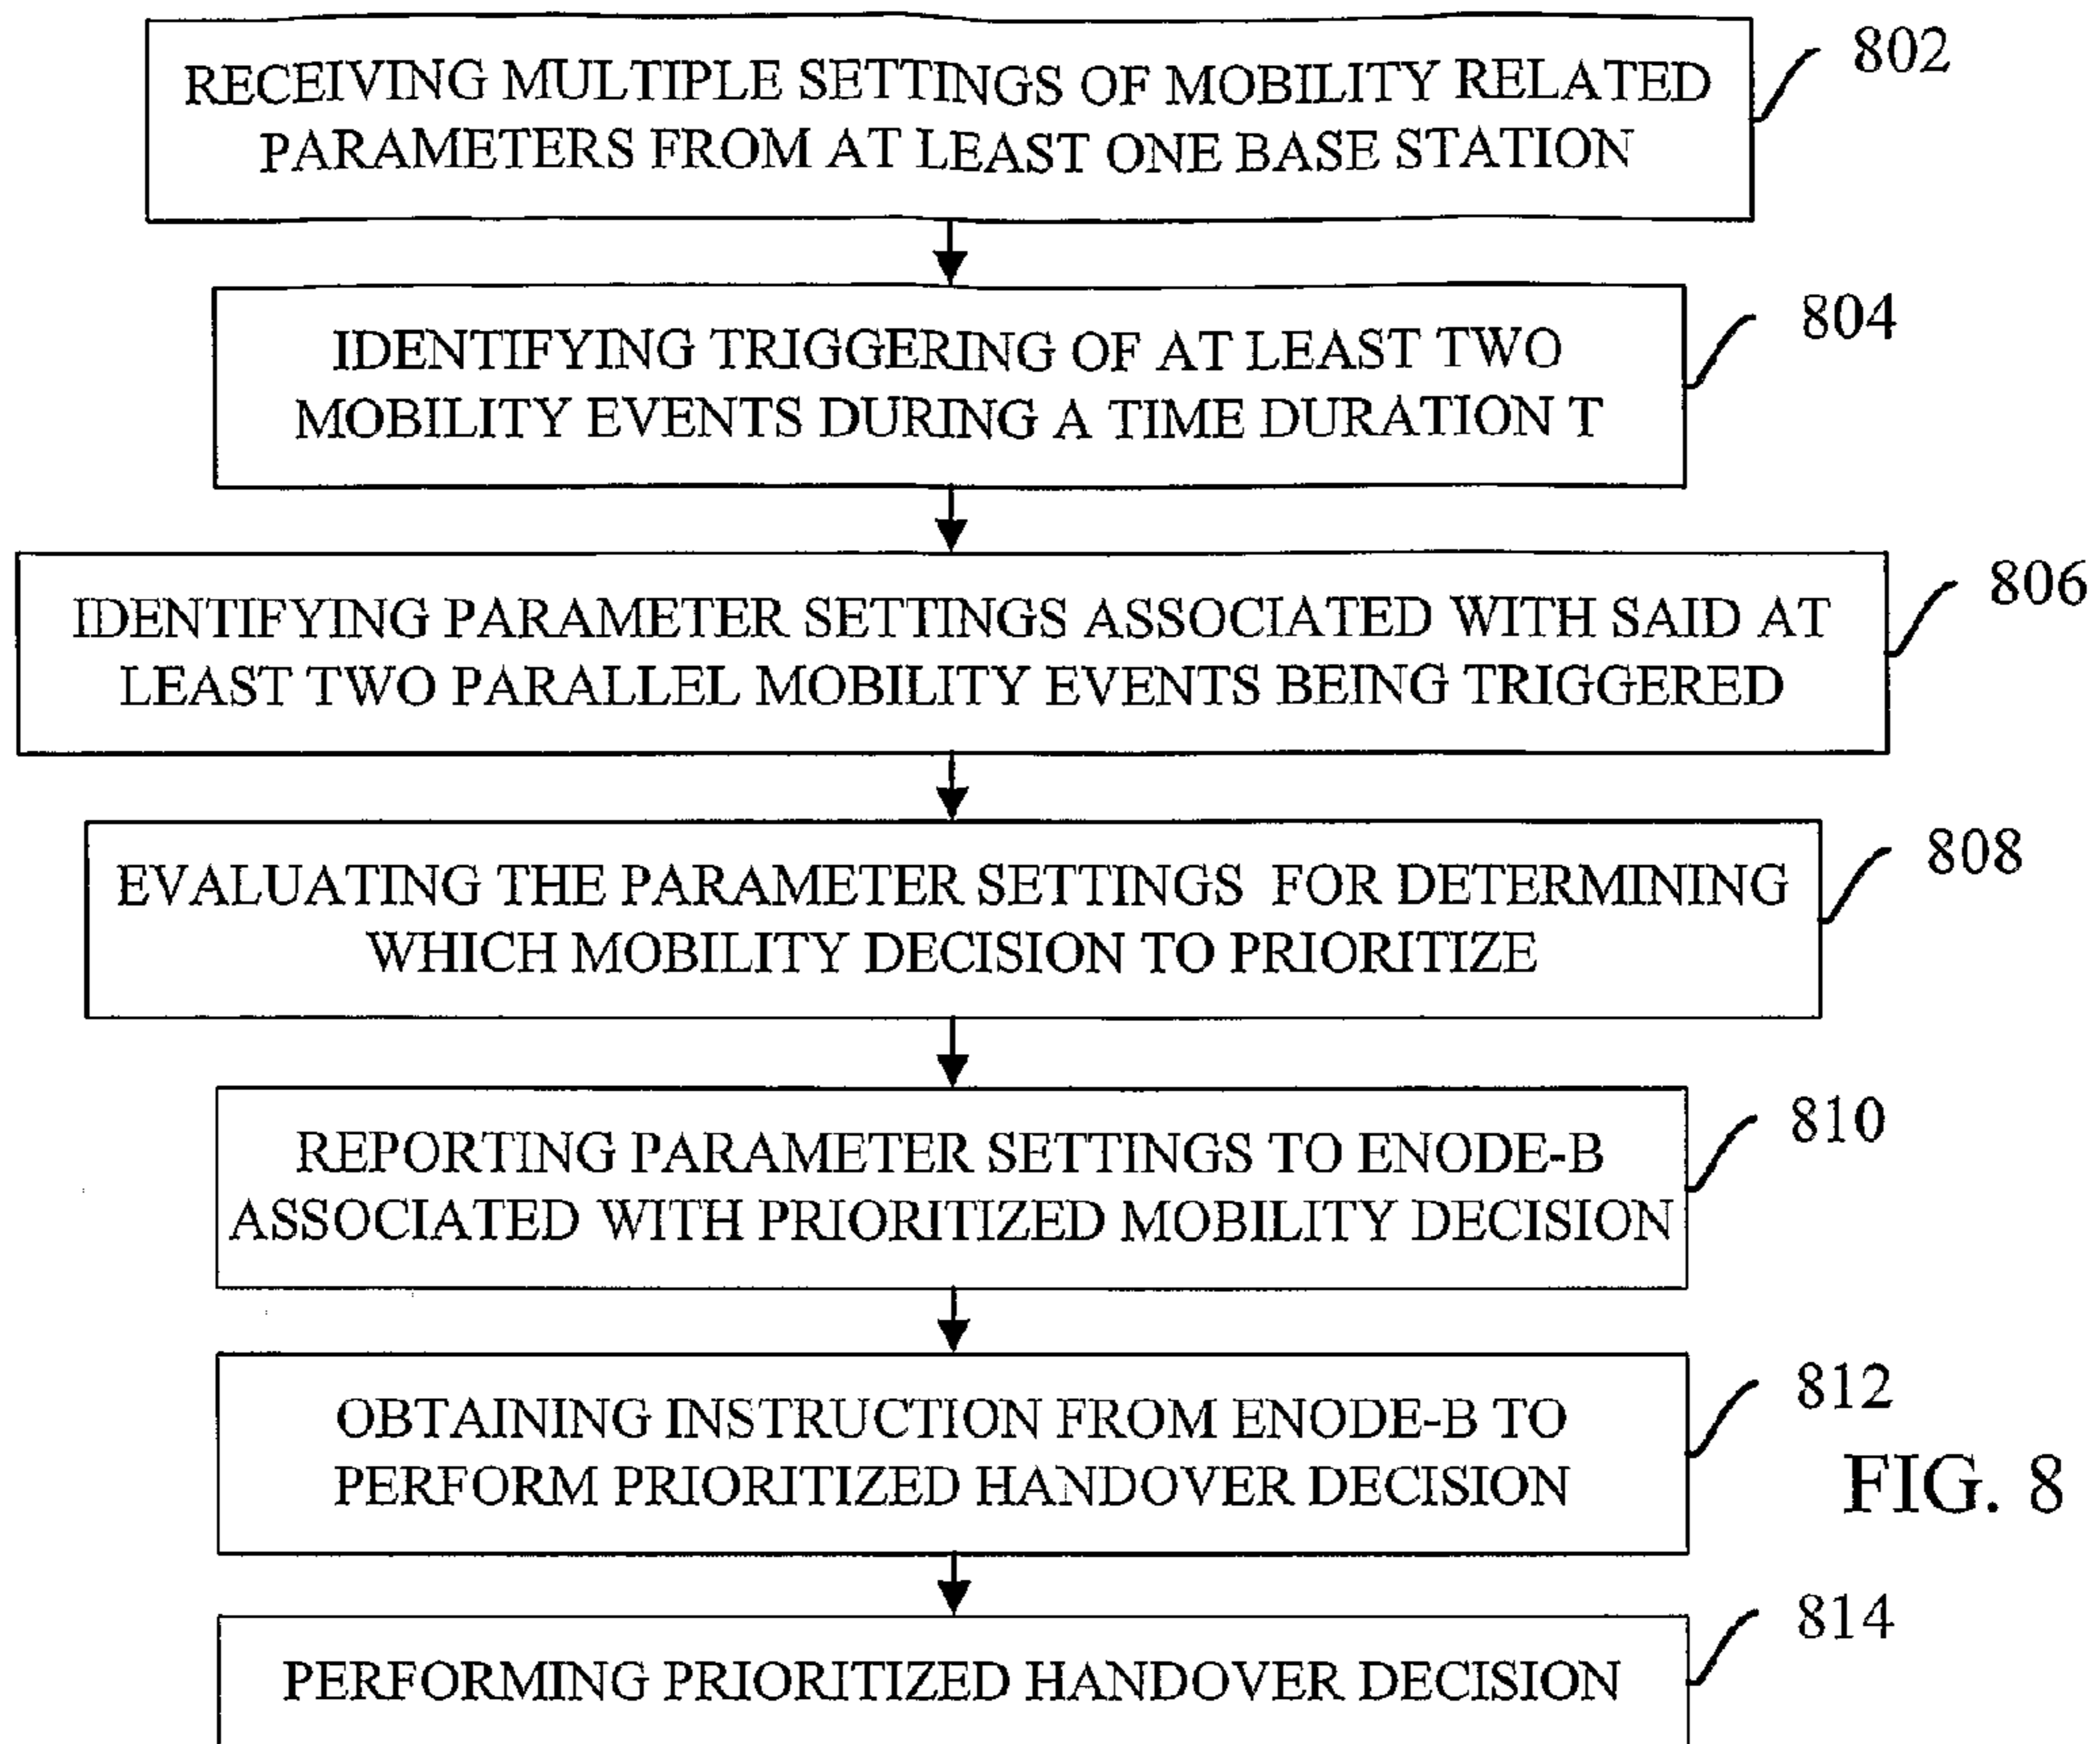 RECEIVING MULTIPLE SETTINGS OF MOBILITY RELATED
PARAMETERS FROM AT LEAST ONE BASE STATION
802
IDENTIFYING TRIGGERING OF AT LEAST TWO
MOBILITY EVENTS DURING A TIME DURATION T
804
IDENTIFYING PARAMETER SETTINGS ASSOCIATED WITH SAID AT
LEAST TWO PARALLEL MOBILITY EVENTS BEING TRIGGERED
806
EVALUATING THE PARAMETER SETTINGS FOR DETERMINING
WHICH MOBILITY DECISION TO PRIORITIZE
808
REPORTING PARAMETER SETTINGS TO ENODE-B
ASSOCIATED WITH PRIORITIZED MOBILITY DECISION
810
OBTAINING INSTRUCTION FROM ENODE-B TO
PERFORM PRIORITIZED HANDOVER DECISION
812
FIG. 8
PERFORMING PRIORITIZED HANDOVER DECISION
814